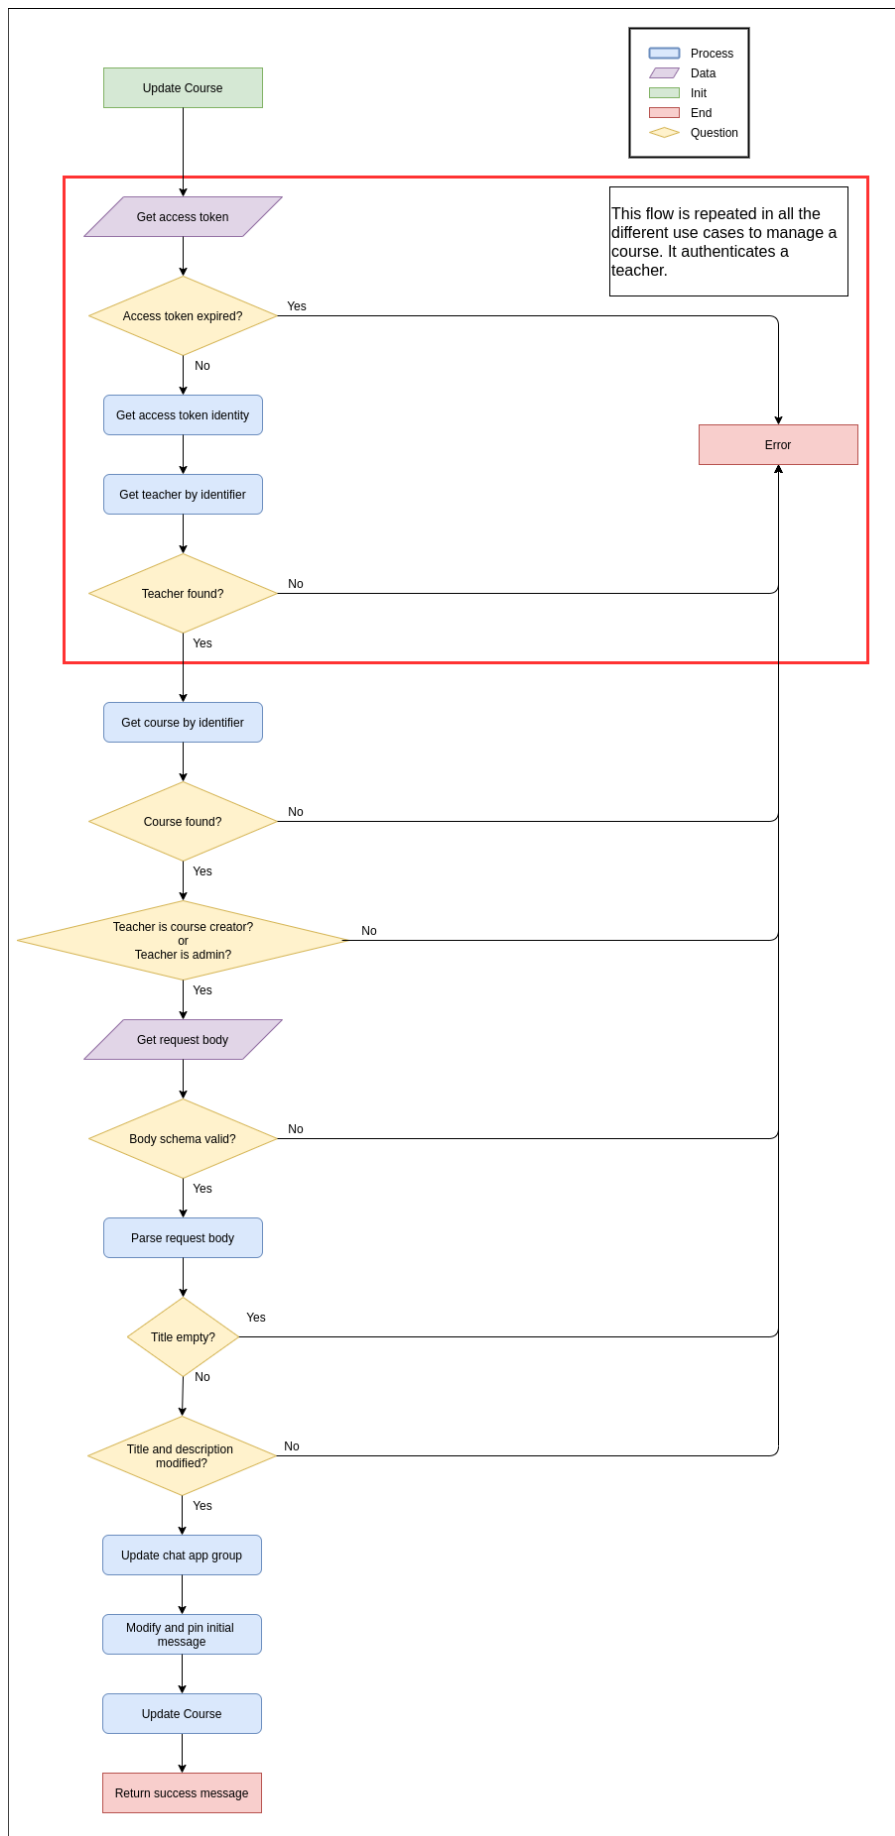 Process
Data
Init
End
Question
Update Course
This flow is repeated in all the
different use cases to manage a
course. It authenticates a
teacher.
Get access token
Access token expired?
Yes
No
Get access token identity
Error
Get teacher by identifier
Teacher found?
No
Yes
Get course by identifier
Course found?
No
Yes
Teacher is course creator?
or
Teacher is admin?
No
Yes
Get request body
Body schema valid?
No
Yes
Parse request body
Title empty?
Yes
No
Title and description
modified?
No
Yes
Update chat app group
Modify and pin initial
message
Update Course
Return success message